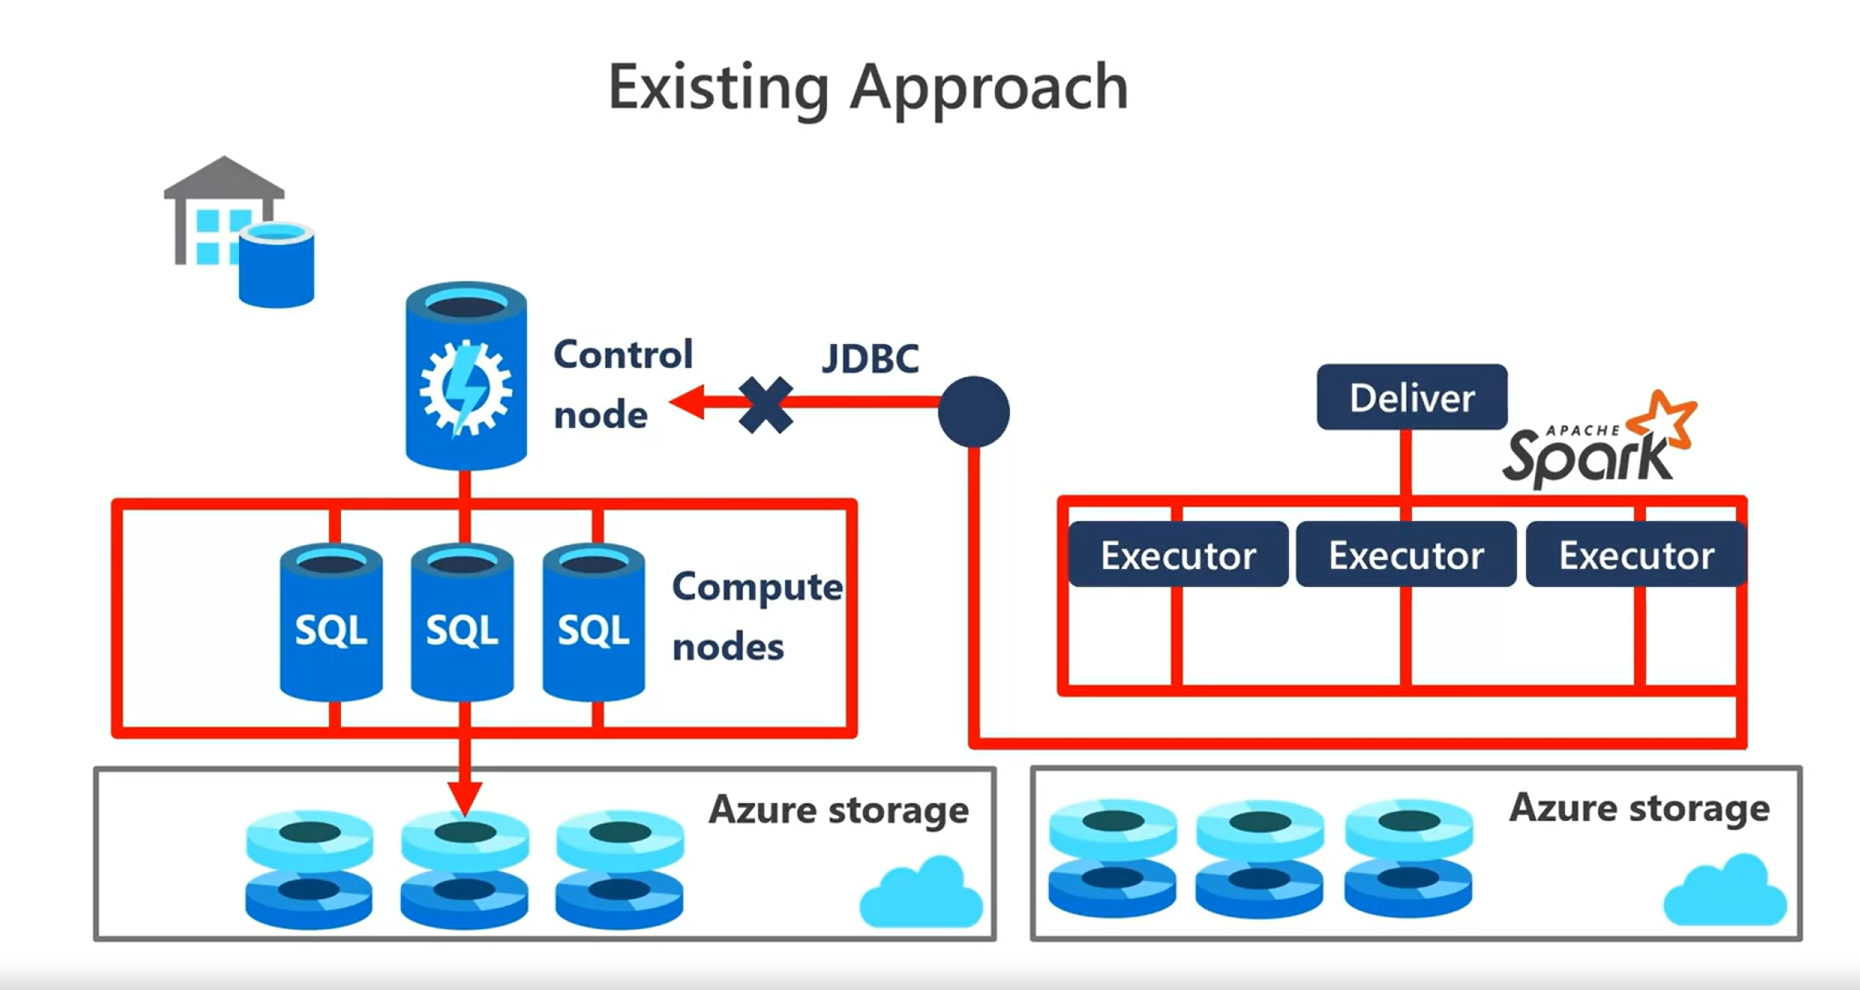 Existing Approach
Control
node
JDBC
Deliver
APACHE
Spark
Executor
Executor
Executor
SQL
SQL
SQL
Compute
nodes
Azure storage
Azure storage